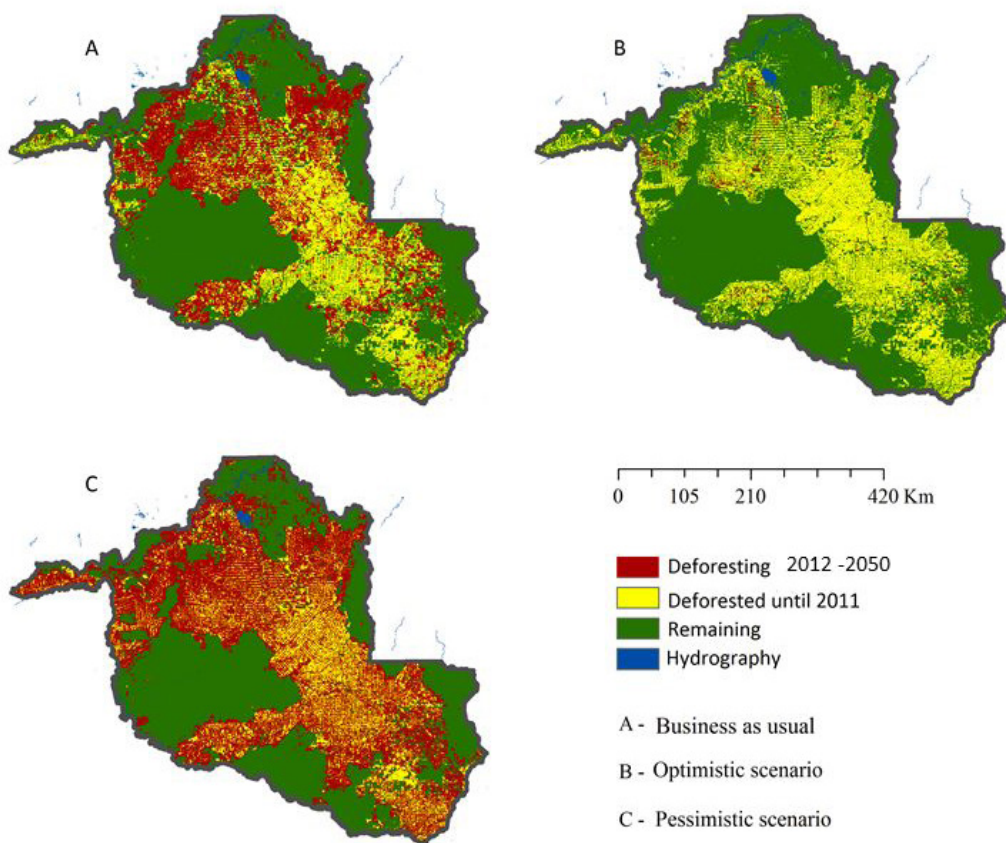 A
B
C
0 105 210 420 Km
Deforesting 2012 -2050
Deforested until 2011
Remaining
Hydrography
A - Business as usual
B - Optimistic scenario
C - Pessimistic scenario